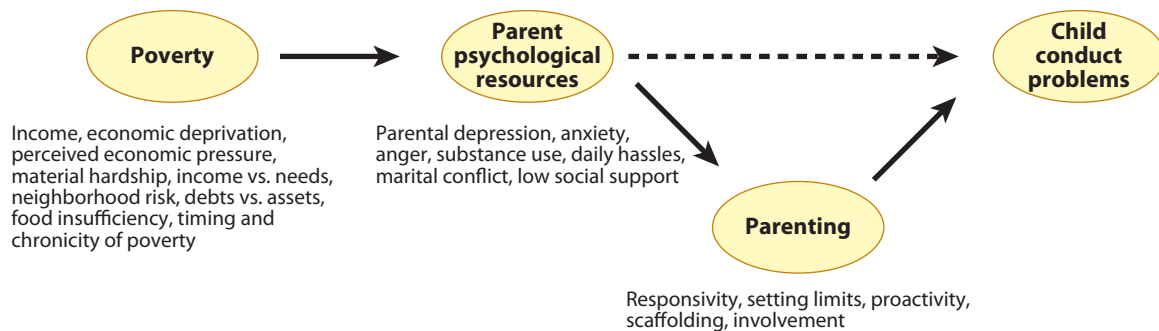 Poverty
Parent
psychological
resources
Child
conduct
problems
Income, economic deprivation,
perceived economic pressure,
material hardship, income vs. needs,
neighborhood risk, debts vs. assets,
food insufficiency, timing and
chronicity of poverty
Parental depression, anxiety,
anger, substance use, daily hassles,
marital conflict, low social support
Parenting
Responsivity, setting limits, proactivity,
scaffolding, involvement